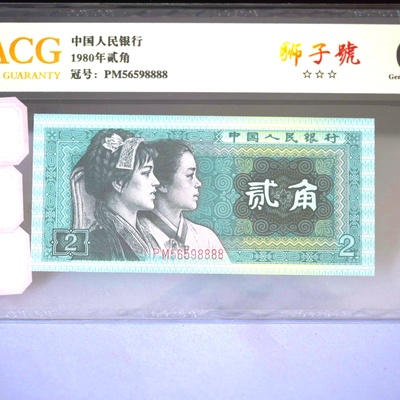 ACG
GUARANTY
中国人民银行
1980年贰角
冠号：PM56598888
狮子號
☆☆☆
Gen
中国人民银行
贰角
2
2
PM56598888